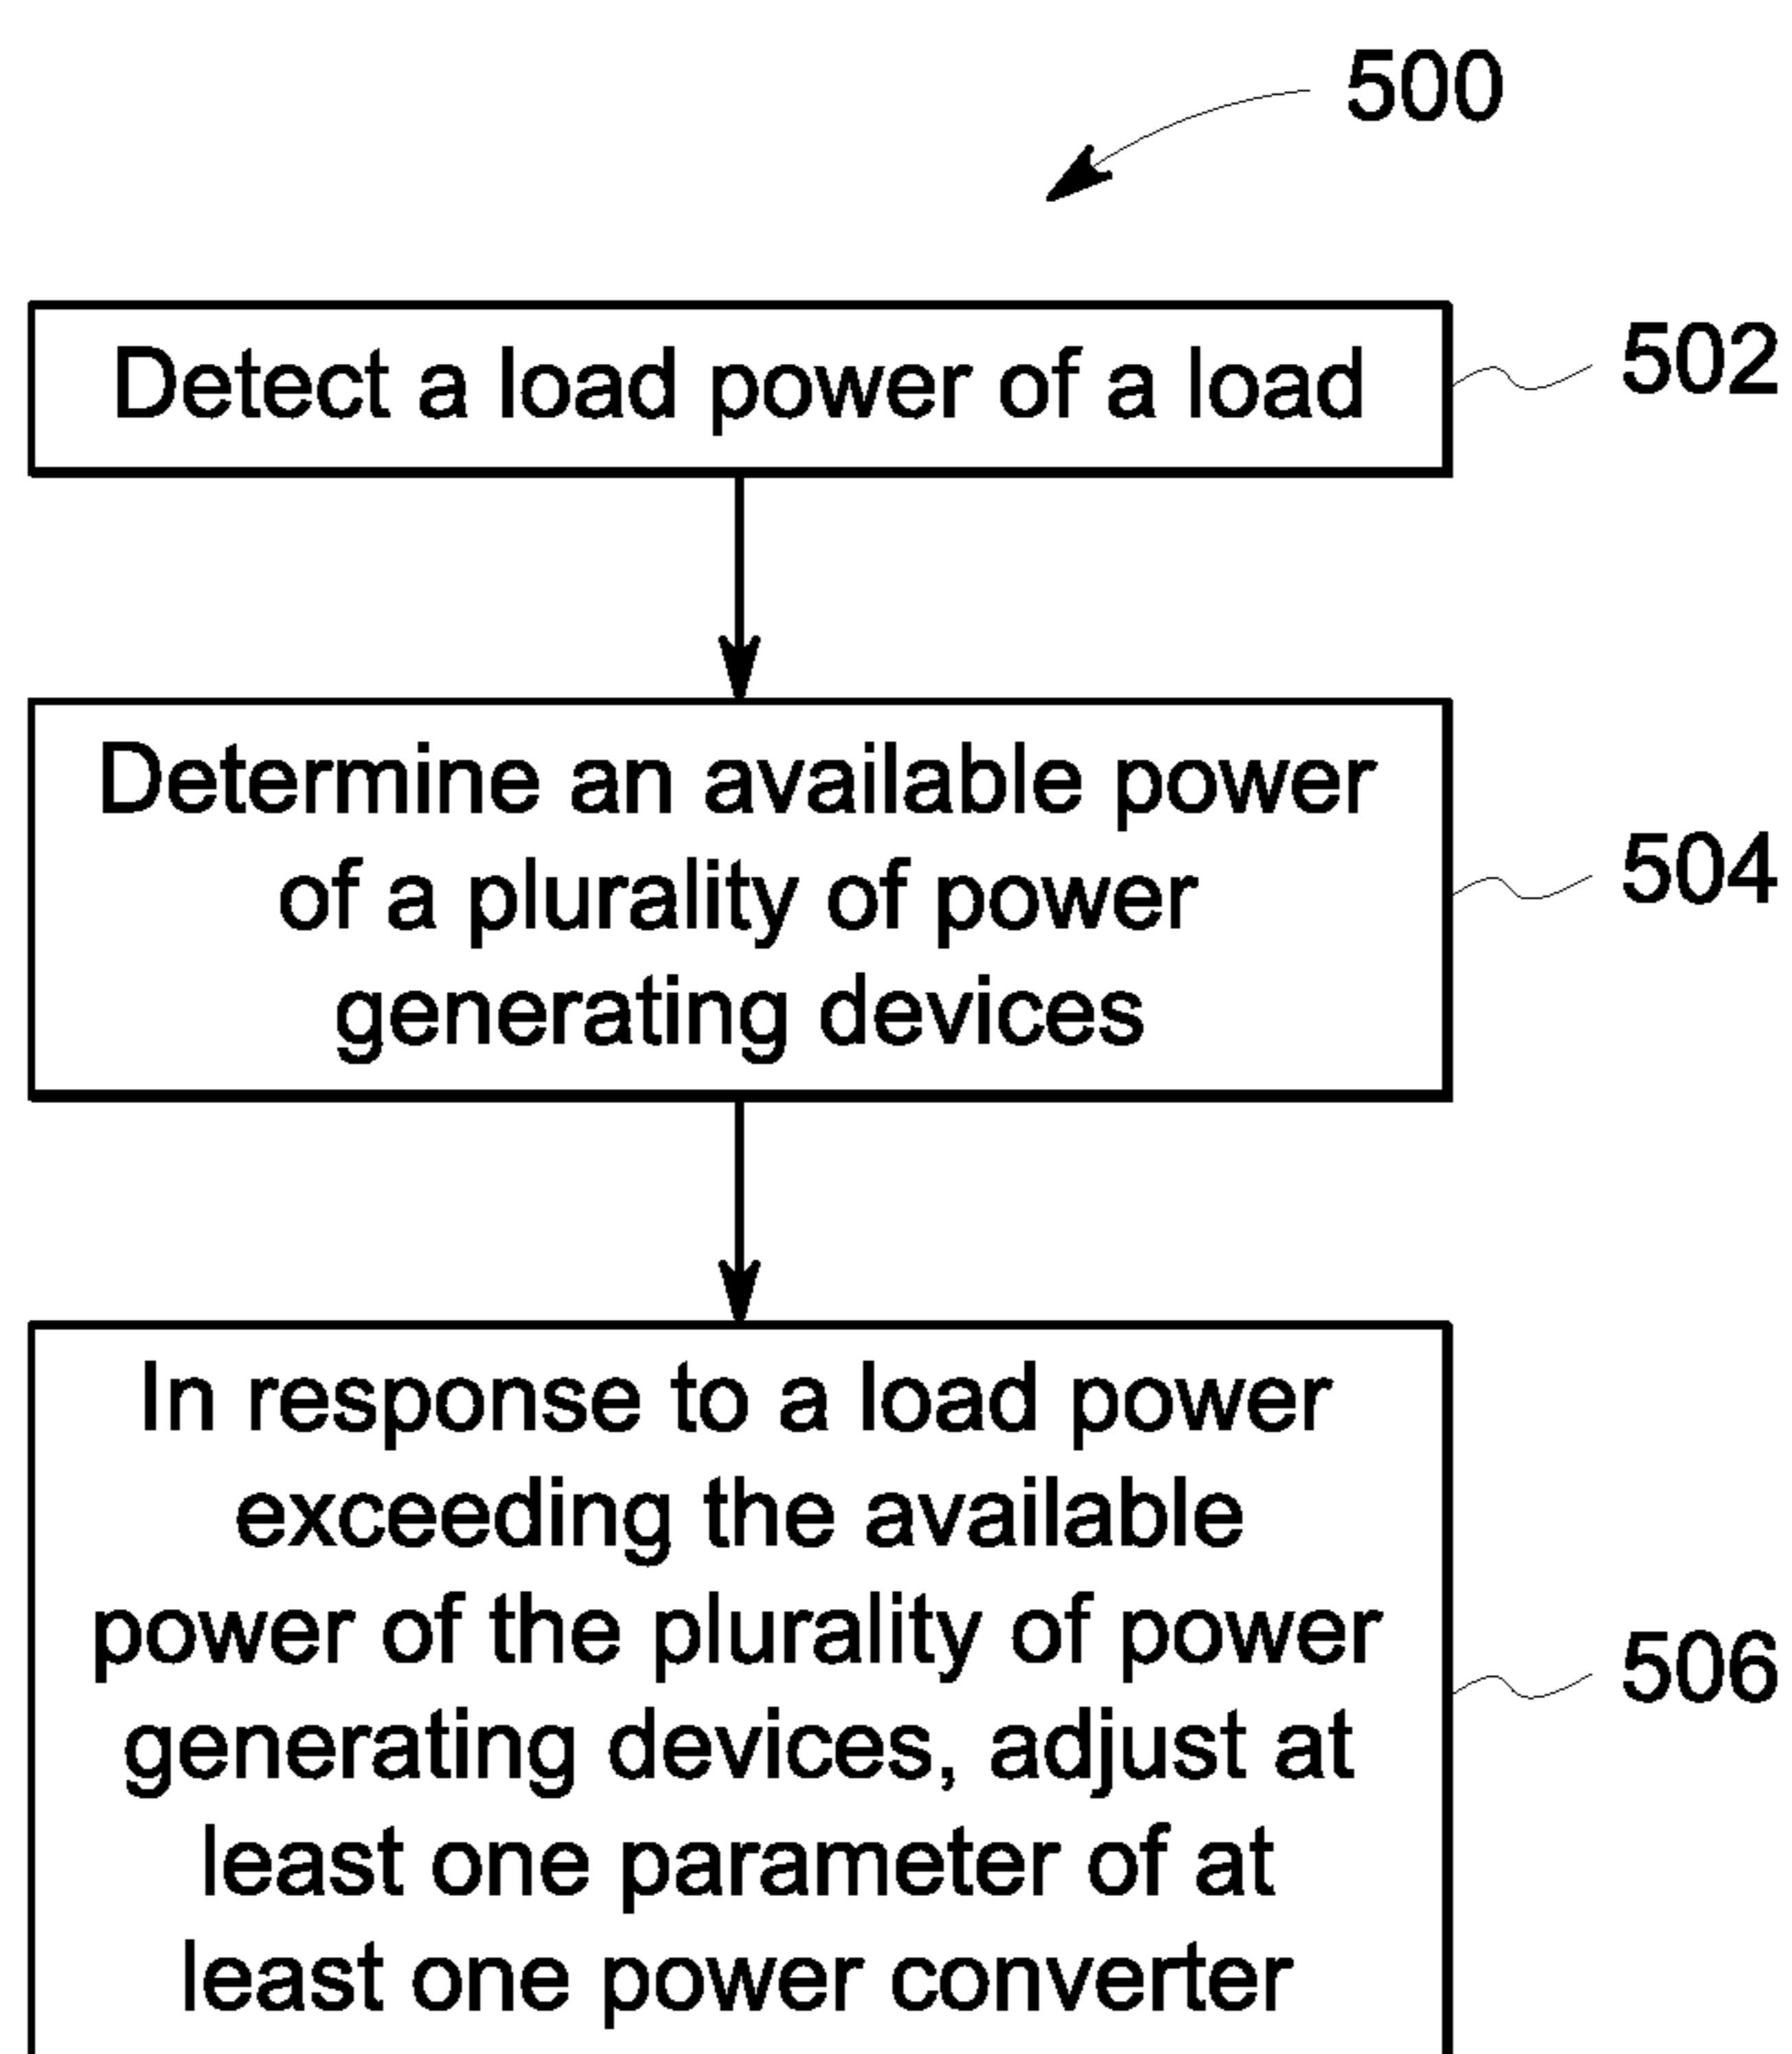 500
Detect a load power of a load
502
Determine an available power
of a plurality of power
generating devices
504
In response to a load power
exceeding the available
power of the plurality of power
generating devices, adjust at
least one parameter of at
least one power converter
506